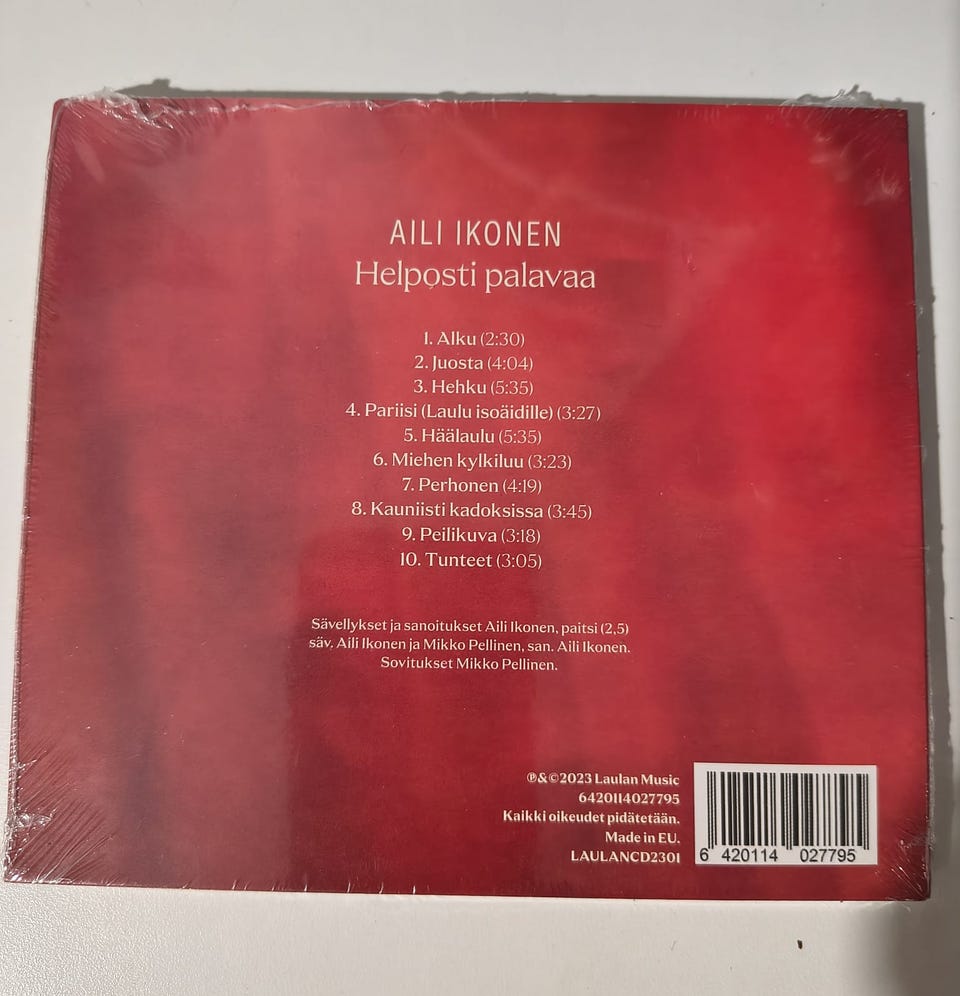 AILI IKONEN
Helposti palavaa
1. Alku (2:30)
2. Juosta (4:04)
3. Hehku (5:35)
4. Pariisi (Laulu isoäidille) (3:27)
5. Häälaulu (5:35)
6. Miehen kylkiluu (3:23)
7. Perhonen (4:19)
8. Kauniisti kadoksissa (3:45)
9. Peilikuva (3:18)
10. Tunteet (3:05)
Sävellykset ja sanoitukset Aili Ikonen, paitsi (2,5)
säv. Aili Ikonen ja Mikko Pellinen, san. Aili Ikonen.
Sovitukset Mikko Pellinen.
℗&©2023 Laulan Music
6420114027795
Kaikki oikeudet pidätetään.
Made in EU.
LAULANCD2301
6 420114 027795